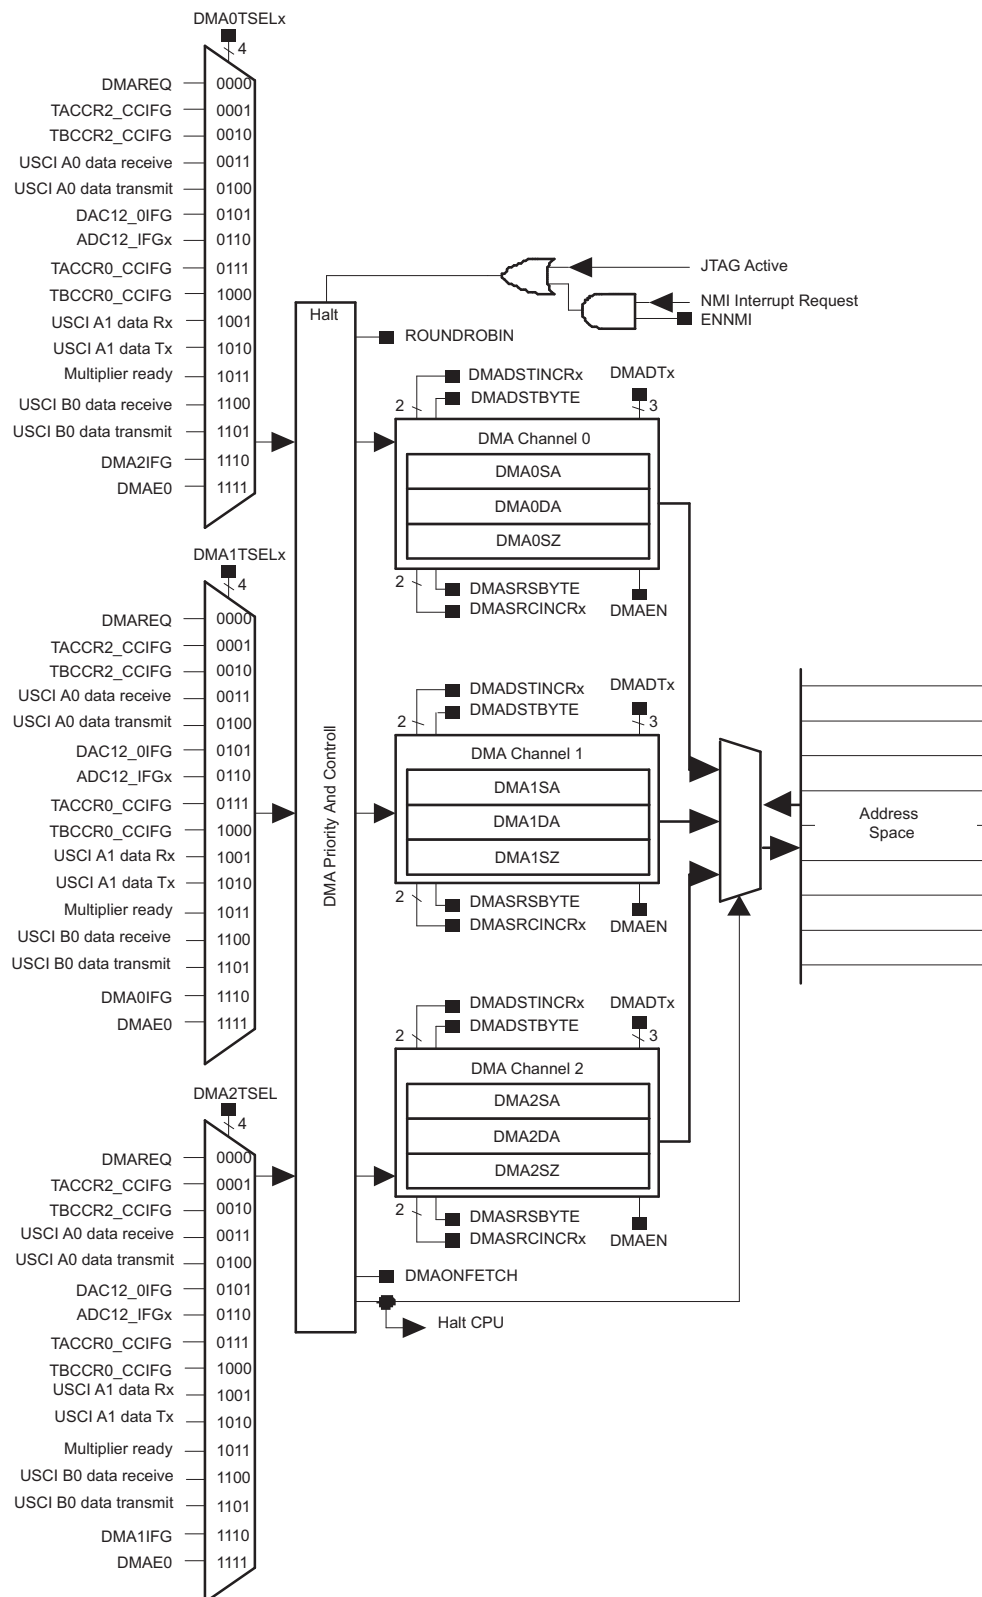 DMA0TSELx
4
DMAREQ 0000
TACCR2_CCIFG 0001
TBCCR2_CCIFG 0010
USCI A0 data receive 0011
USCI A0 data transmit 0100
DAC12_0IFG 0101
ADC12_IFGx 0110
TACCR0_CCIFG 0111
TBCCR0_CCIFG 1000
USCI A1 data Rx 1001
USCI A1 data Tx 1010
Multiplier ready 1011
USCI B0 data receive 1100
USCI B0 data transmit 1101
DMA2IFG 1110
DMAE0 1111
DMA1TSELx
4
DMAREQ 0000
TACCR2_CCIFG 0001
TBCCR2_CCIFG 0010
USCI A0 data receive 0011
USCI A0 data transmit 0100
DAC12_0IFG 0101
ADC12_IFGx 0110
TACCR0_CCIFG 0111
TBCCR0_CCIFG 1000
USCI A1 data Rx 1001
USCI A1 data Tx 1010
Multiplier ready 1011
USCI B0 data receive 1100
USCI B0 data transmit 1101
DMA0IFG 1110
DMAE0 1111
DMA2TSEL
4
DMAREQ 0000
TACCR2_CCIFG 0001
TBCCR2_CCIFG 0010
USCI A0 data receive 0011
USCI A0 data transmit 0100
DAC12_0IFG 0101
ADC12_IFGx 0110
TACCR0_CCIFG 0111
TBCCR0_CCIFG 1000
USCI A1 data Rx 1001
USCI A1 data Tx 1010
Multiplier ready 1011
USCI B0 data receive 1100
USCI B0 data transmit 1101
DMA1IFG 1110
DMAE0 1111
Halt
DMA Priority And Controll
JTAG Active
NMI Interrupt Request
ENNMI
ROUNDROBIN
DMADSTINCRx
DMADTx
2
DMADSTBYTE
3
DMA Channel 0
DMA0SA
DMA0DA
DMA0SZ
2
DMASRSBYTE
DMASRCINCRx
DMAEN
DMADSTINCRx
DMADTx
2
DMADSTBYTE
3
DMA Channel 1
DMA1SA
DMA1DA
DMA1SZ
2
DMASRSBYTE
DMASRCINCRx
DMAEN
DMADSTINCRx
DMADTx
2
DMADSTBYTE
3
DMA Channel 2
DMA2SA
DMA2DA
DMA2SZ
2
DMASRSBYTE
DMASRCINCRx
DMAEN
DMAONFETCH
Halt CPU
Address
Space